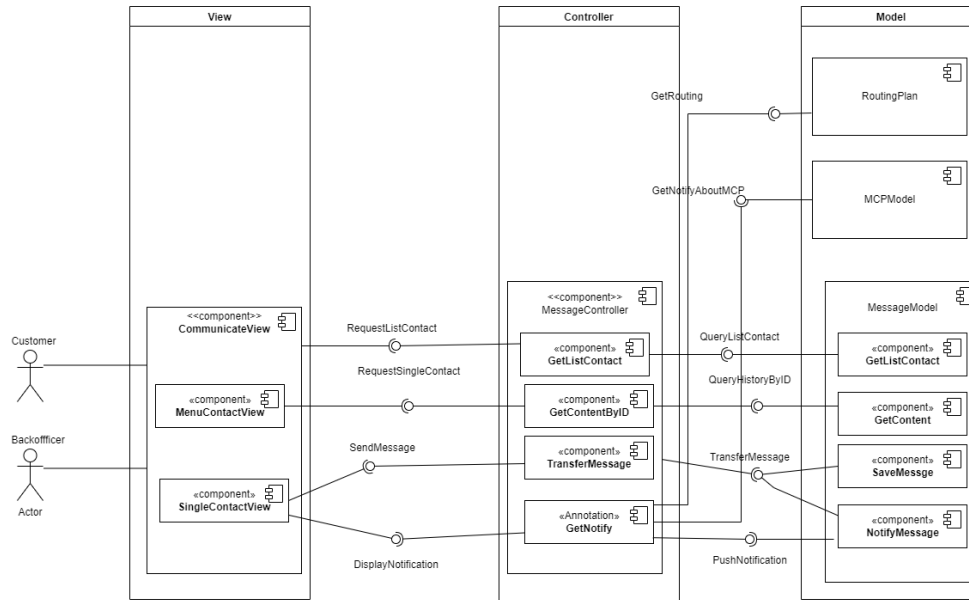 View
Controller
Model
GetRouting
RoutingPlan
GetNotifyAboutMCP
MCPModel
<<component>>
CommunicateView
<<component>>
MessageController
MessageModel
Customer
RequestListContact
«component»
GetListContact
QueryListContact
«component»
GetListContact
RequestSingleContact
QueryHistoryByID
«component»
MenuContactView
«component»
GetContentByID
«component»
GetContent
Backoffficer
Actor
SendMessage
«component»
TransferMessage
TransferMessage
«component»
SaveMessge
«component»
SingleContactView
«Annotation»
GetNotify
«component»
NotifyMessage
DisplayNotification
PushNotification